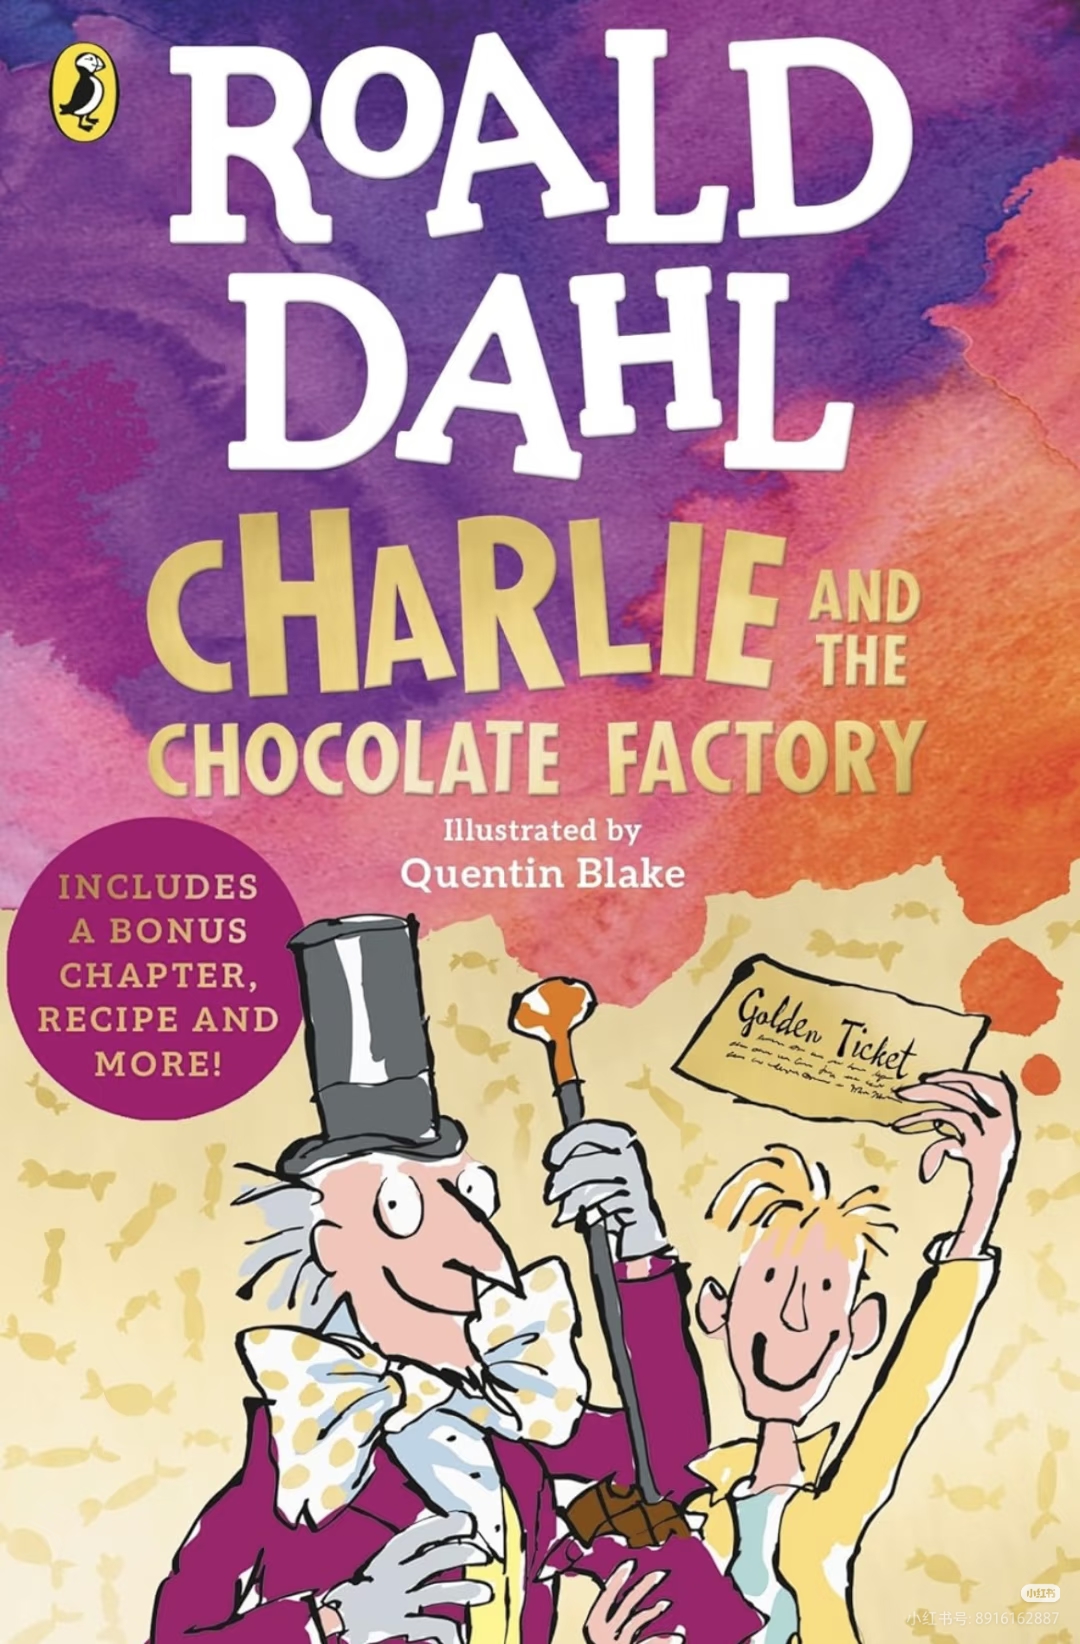 ROALD
DAHL
CHARLIE AND THE
CHOCOLATE FACTORY
Illustrated by
Quentin Blake
INCLUDES
A BONUS
CHAPTER,
RECIPE AND
MORE!
Golden Ticket
小红书
小红书号: 8916162887